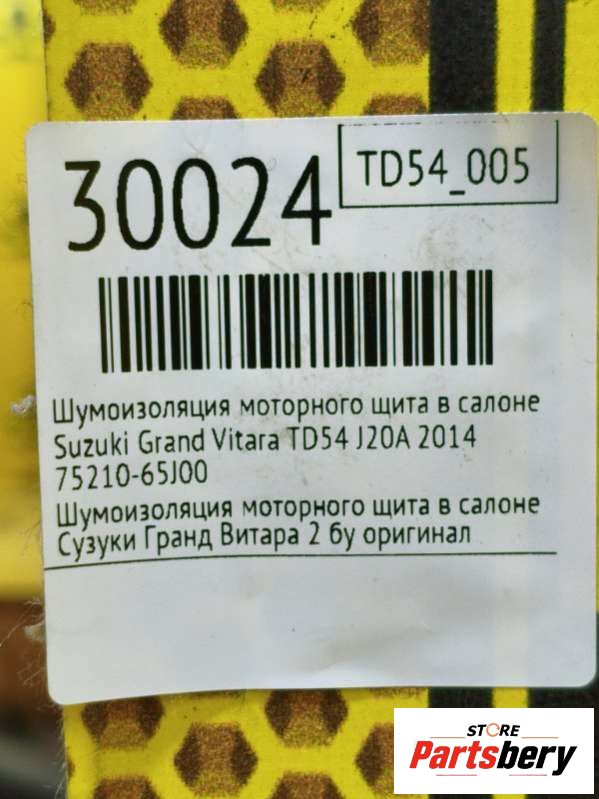 30024
TD54_005
Шумоизоляция моторного щита в салоне
Suzuki Grand Vitara TD54 J20A 2014
75210-65J00
Шумоизоляция моторного щита в салоне
Сузуки Гранд Витара 2 бу оригинал
STORE
Partsbery